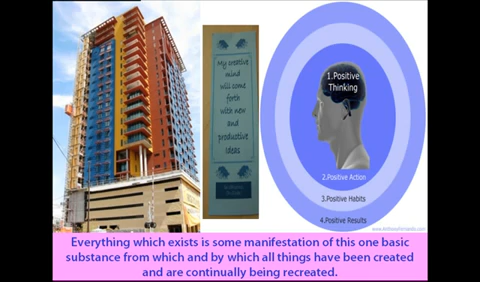 My creative
mind
will come
forth
with new
and
productive
ideas
1.Positive
Thinking
2.Positive Action
3.Positive Habits
4.Positive Results
Everything which exists is some manifestation of this one basic
substance from which and by which all things have been created
and are continually being recreated.